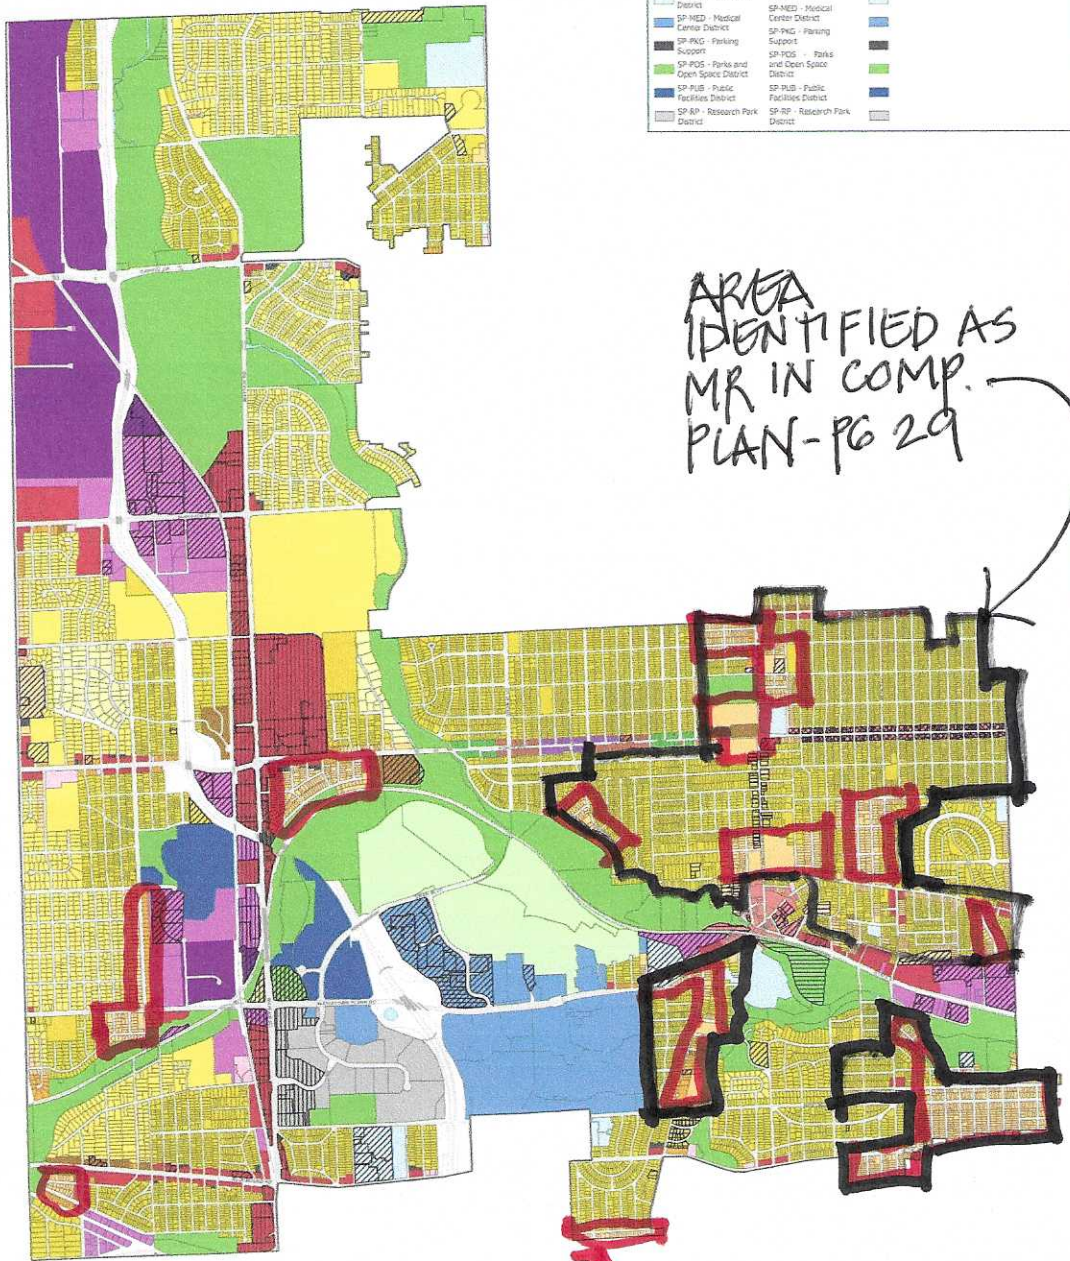 District
SP-MED - Medical
Center District
SP-PKG - Parking
Support
SP-POS - Parks and
Open Space District
SP-PUB - Public
Facilities District
SP-RP - Research Park
District
SP-MED - Medical
Center District
SP-PKG - Parking
Support
SP-POS - Parks
and Open Space
District
SP-PUB - Public
Facilities District
SP-RP - Research Park
District
AREA
IDENTIFIED AS
MR IN COMP.
PLAN-PG 29